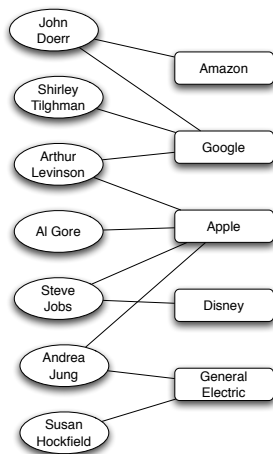 John
Doerr
Amazon
Shirley
Tilghman
Google
Arthur
Levinson
Apple
Al Gore
Steve
Jobs
Disney
Andrea
Jung
General
Electric
Susan
Hockfield